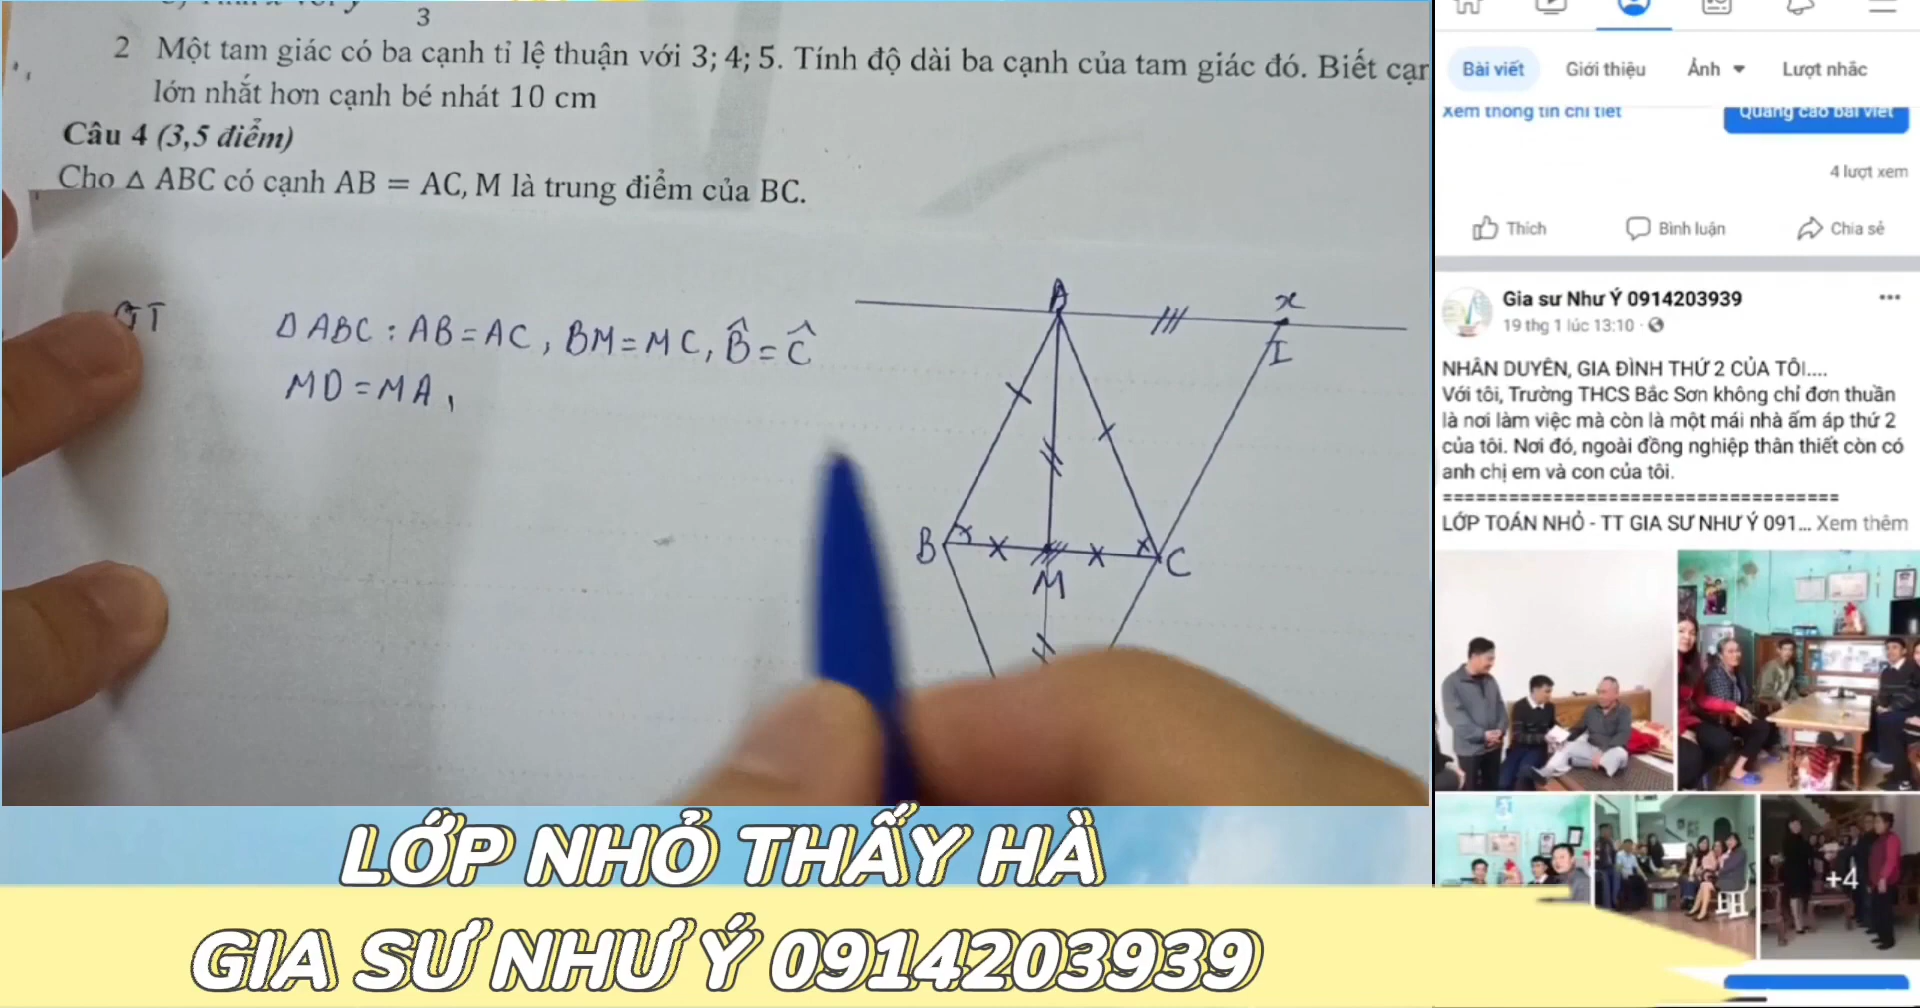 3
2 Một tam giác có ba cạnh tỉ lệ thuận với 3; 4; 5. Tính độ dài ba cạnh của tam giác đó. Biết cạn
lớn nhất hơn cạnh bé nhát 10 cm
Câu 4 (3,5 điểm)
Cho △ ABC có cạnh AB = AC, M là trung điểm của BC.
GT
Δ ABC : AB = AC , BM = MC, B̂ = Ĉ
MD = MA ,
A
x
I
B
M
C
LỚP NHỎ THẤY HÀ
GIA SƯ NHƯ Ý 0914203939
Bài viết Giới thiệu Ảnh Lượt nhắc
Xem thông tin chi tiết
Quảng cáo bài viết
4 lượt xem
Thích Bình luận Chia sẻ
Gia sư Như Ý 0914203939
19 thg 1 lúc 13:10
NHÂN DUYÊN, GIA ĐÌNH THỨ 2 CỦA TÔI....
Với tôi, Trường THCS Bắc Sơn không chỉ đơn thuần
là nơi làm việc mà còn là một mái nhà ấm áp thứ 2
của tôi. Nơi đó, ngoài đồng nghiệp thân thiết còn có
anh chị em và con của tôi.
====================================
LỚP TOÁN NHỎ - TT GIA SƯ NHƯ Ý 091... Xem thêm
+4